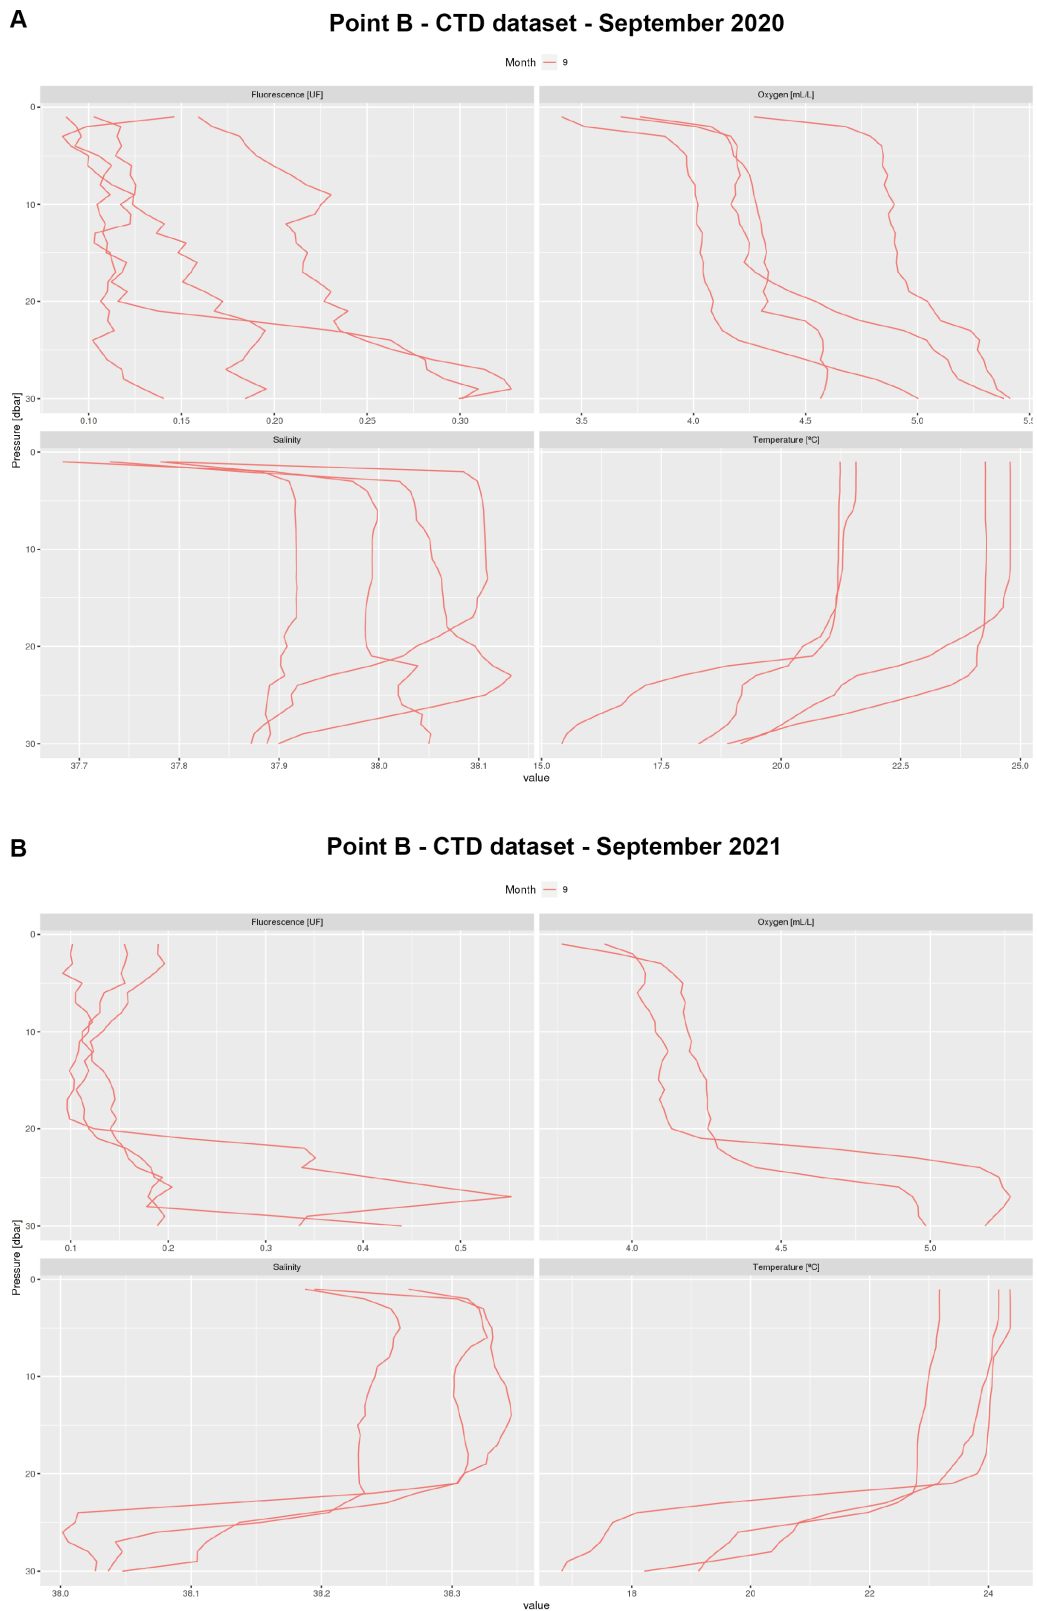 A
Point B - CTD dataset - September 2020
Month 9
Fluorescence [UF] Oxygen [mL/L]
0
10
20
30
0.10 0.15 0.20 0.25 0.30 3.5 4.0 4.5 5.0 5.5
Salinity Temperature [ºC]
0
10
20
30
37.7 37.8 37.9 38.0 38.1 15.0 17.5 20.0 22.5 25.0
Pressure [dbar]
value
B
Point B - CTD dataset - September 2021
Month 9
Fluorescence [UF] Oxygen [mL/L]
0
10
20
30
0.1 0.2 0.3 0.4 0.5 4.0 4.5 5.0
Salinity Temperature [ºC]
0
10
20
30
38.0 38.1 38.2 38.3 18 20 22 24
Pressure [dbar]
value